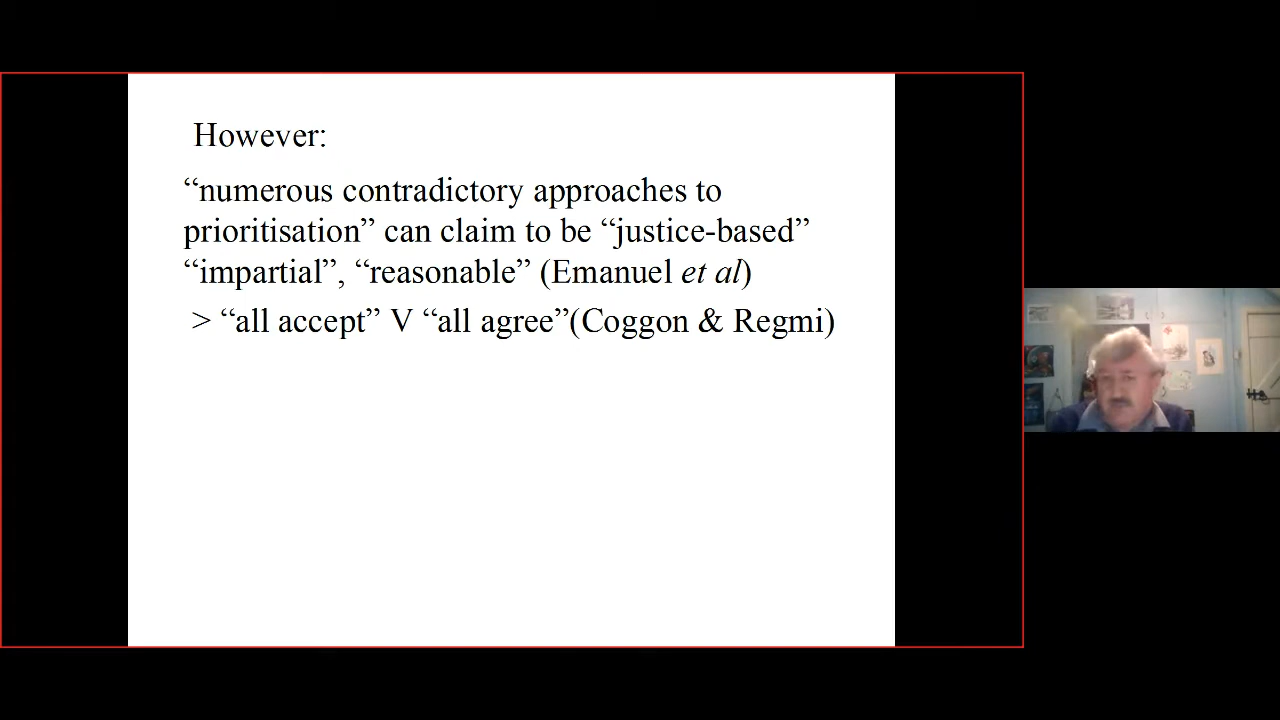 However:
“numerous contradictory approaches to
prioritisation” can claim to be “justice-based”
“impartial”, “reasonable” (Emanuel et al)
> “all accept” V “all agree”(Coggon & Regmi)